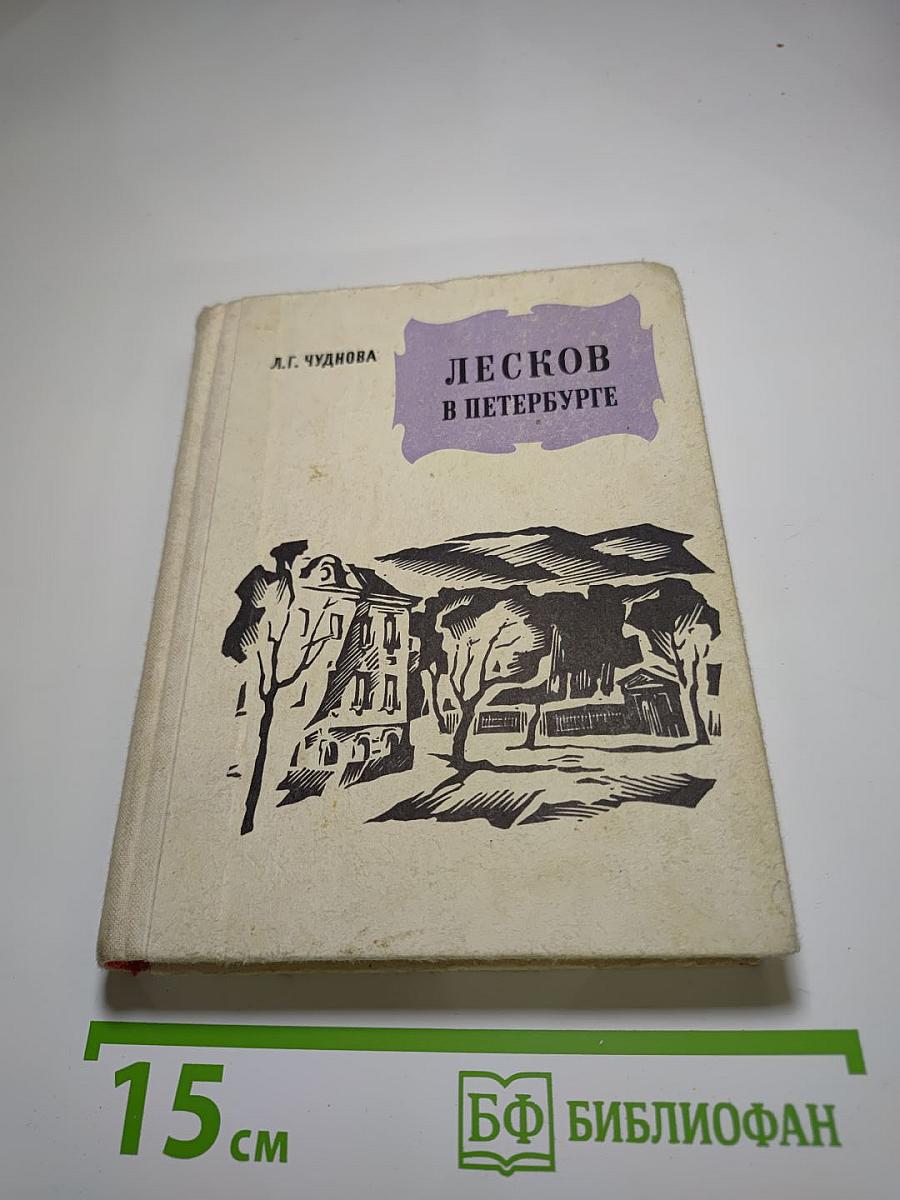 Л.Г. ЧУДНОВА
ЛЕСКОВ
В ПЕТЕРБУРГЕ
15 см
БФ БИБЛИОФАН